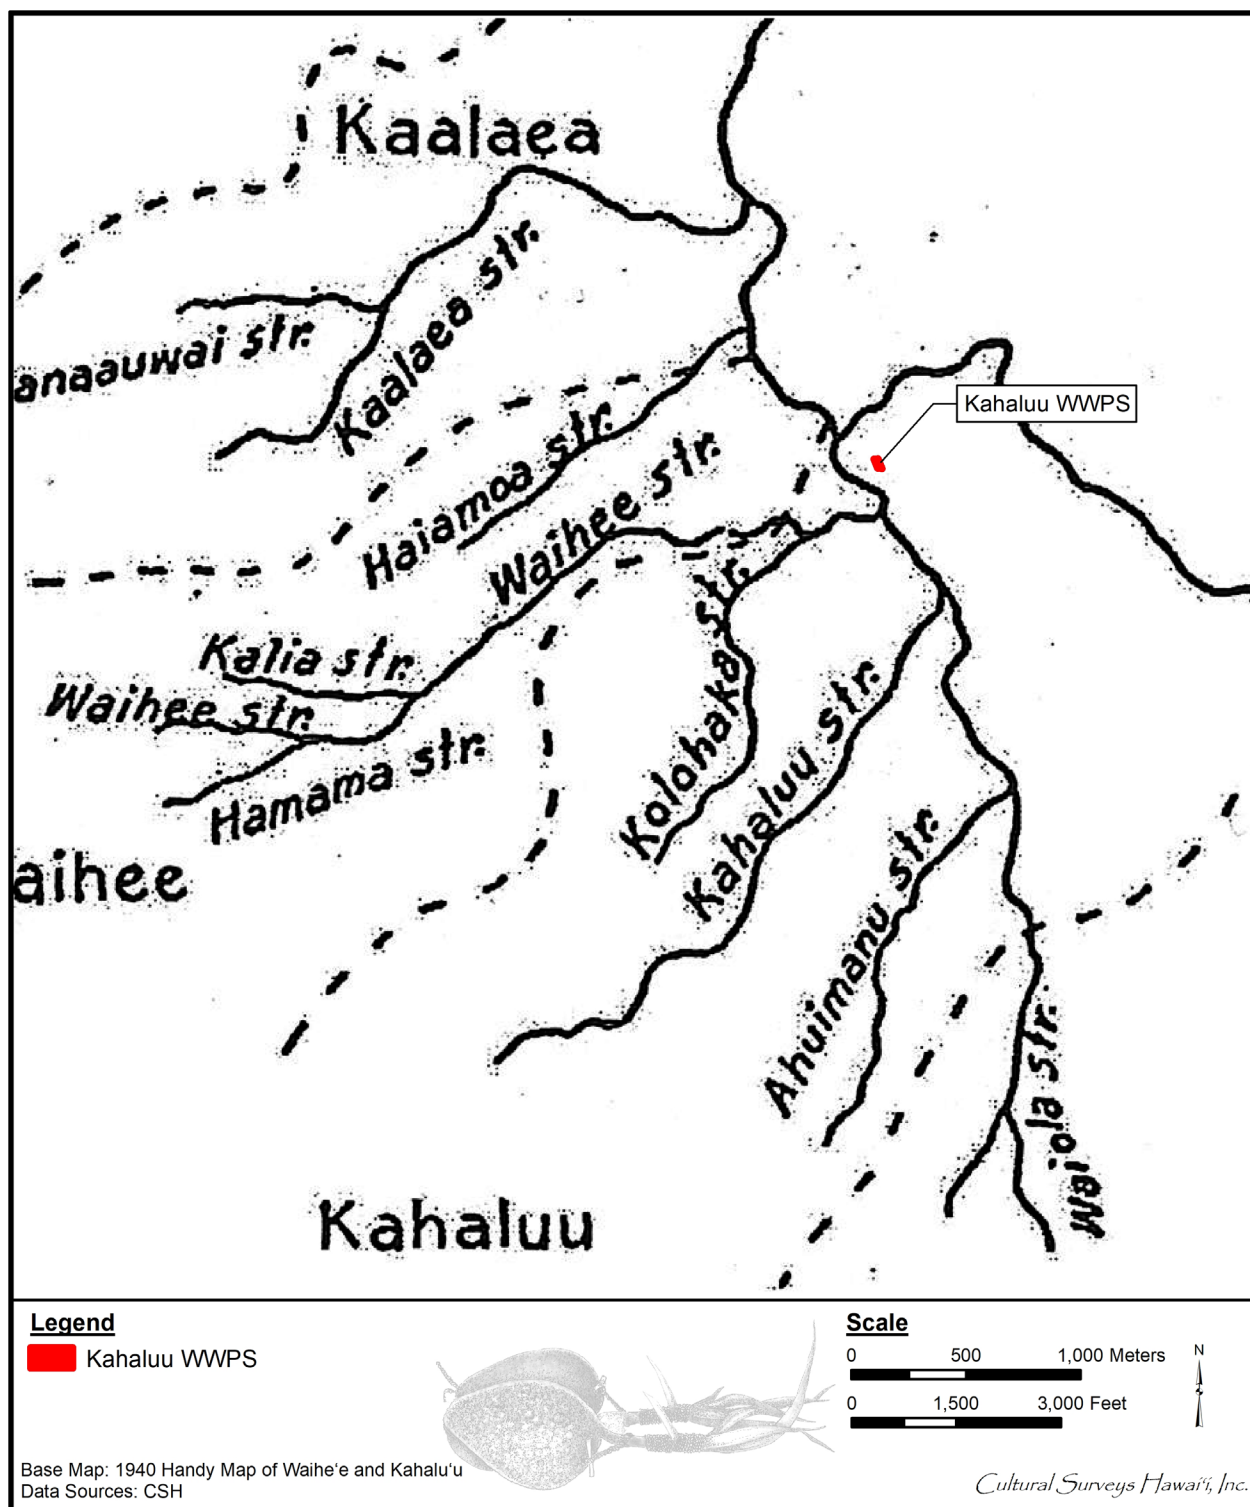 Kaalaea
Kaalaea str.
anaauwai str.
Kahaluu WWPS
Haiamoa str.
Waihee str.
Kalia str.
Waihee str.
Hamama str.
Kolohaka str.
Kahaluu str.
aihee
Ahuimanu str.
Waiola str.
Kahaluu
Legend
Kahaluu WWPS
Scale
0 500 1,000 Meters
0 1,500 3,000 Feet
N
Base Map: 1940 Handy Map of Waiheʻe and Kahaluʻu
Data Sources: CSH
Cultural Surveys Hawaiʻi, Inc.